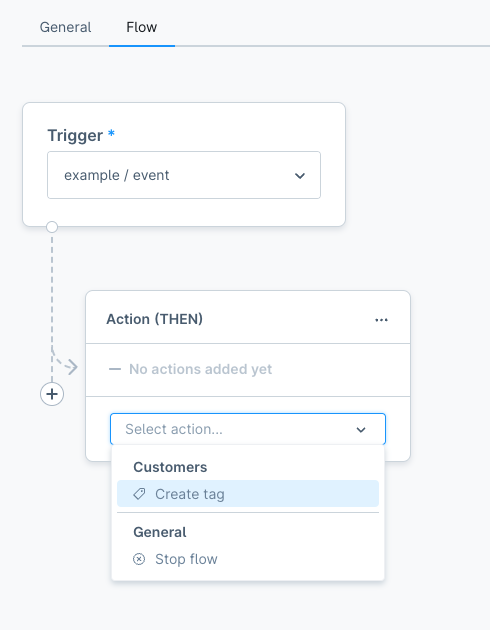 General Flow
Trigger *
example / event
Action (THEN)
No actions added yet
Select action...
Customers
Create tag
General
Stop flow